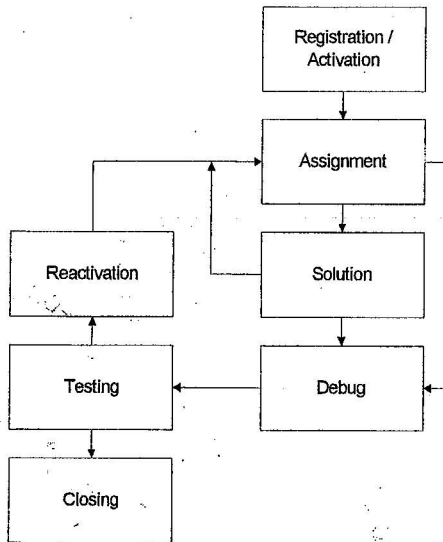 Registration /
Activation
Assignment
Reactivation
Solution
Testing
Debug
Closing